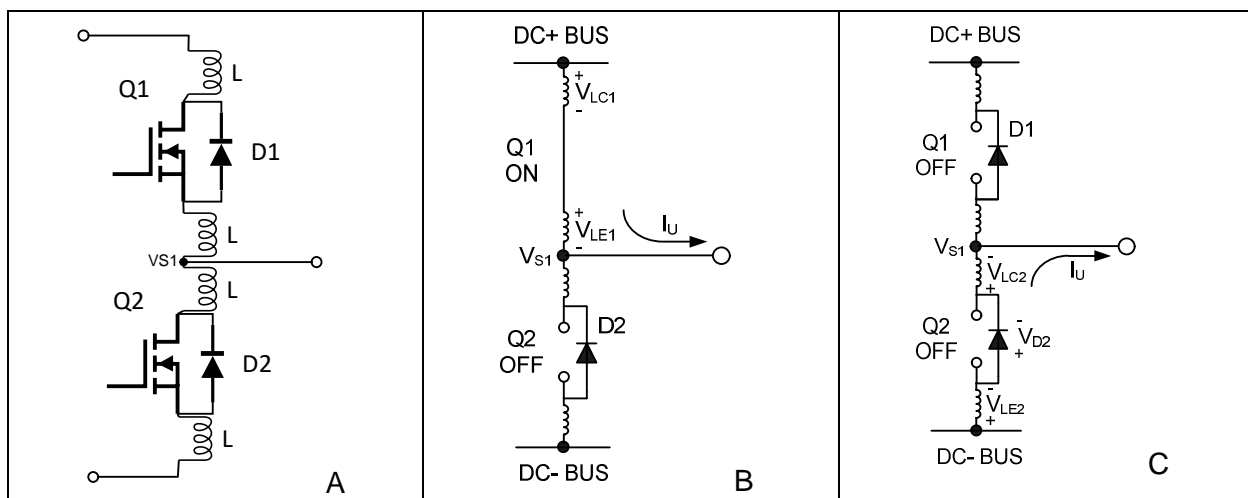 L
Q1
D1
L
VS1
L
Q2
D2
L
A
DC+ BUS
+
VLC1
-
Q1
ON
+
VLE1
-
IU
VS1
Q2
OFF
D2
DC- BUS
B
DC+ BUS
Q1
OFF
D1
VS1
-
VLC2
+
IU
Q2
OFF
-
VD2
+
-
VLE2
+
DC- BUS
C